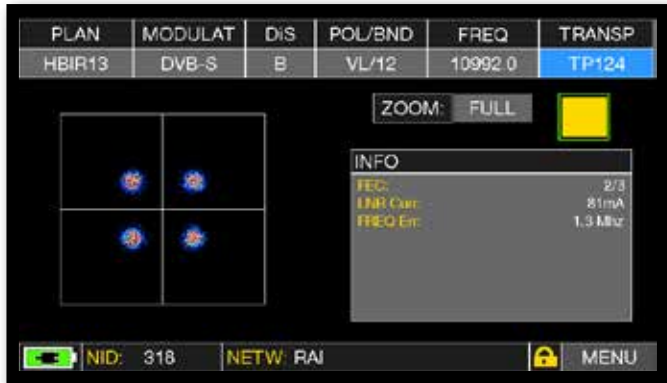 PLAN MODULAT DiS POL/BND FREQ TRANSP
HBIR13 DVB-S B VL/12 10992.0 TP124
ZOOM: FULL
INFO
FEC: 2/3
LNB Curr: 81mA
FREQ Err: 1.3 Mhz
NID: 318 NETW: RAI MENU